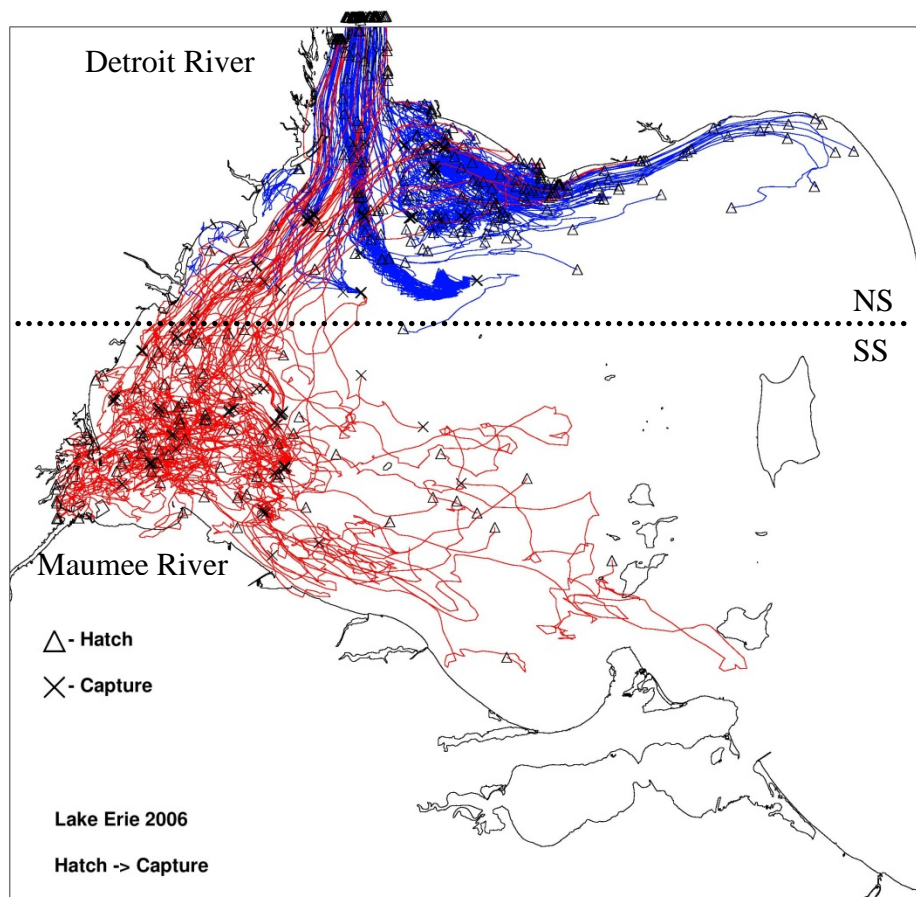 Detroit River
NS
SS
Maumee River
- Hatch
- Capture
Lake Erie 2006
Hatch -> Capture